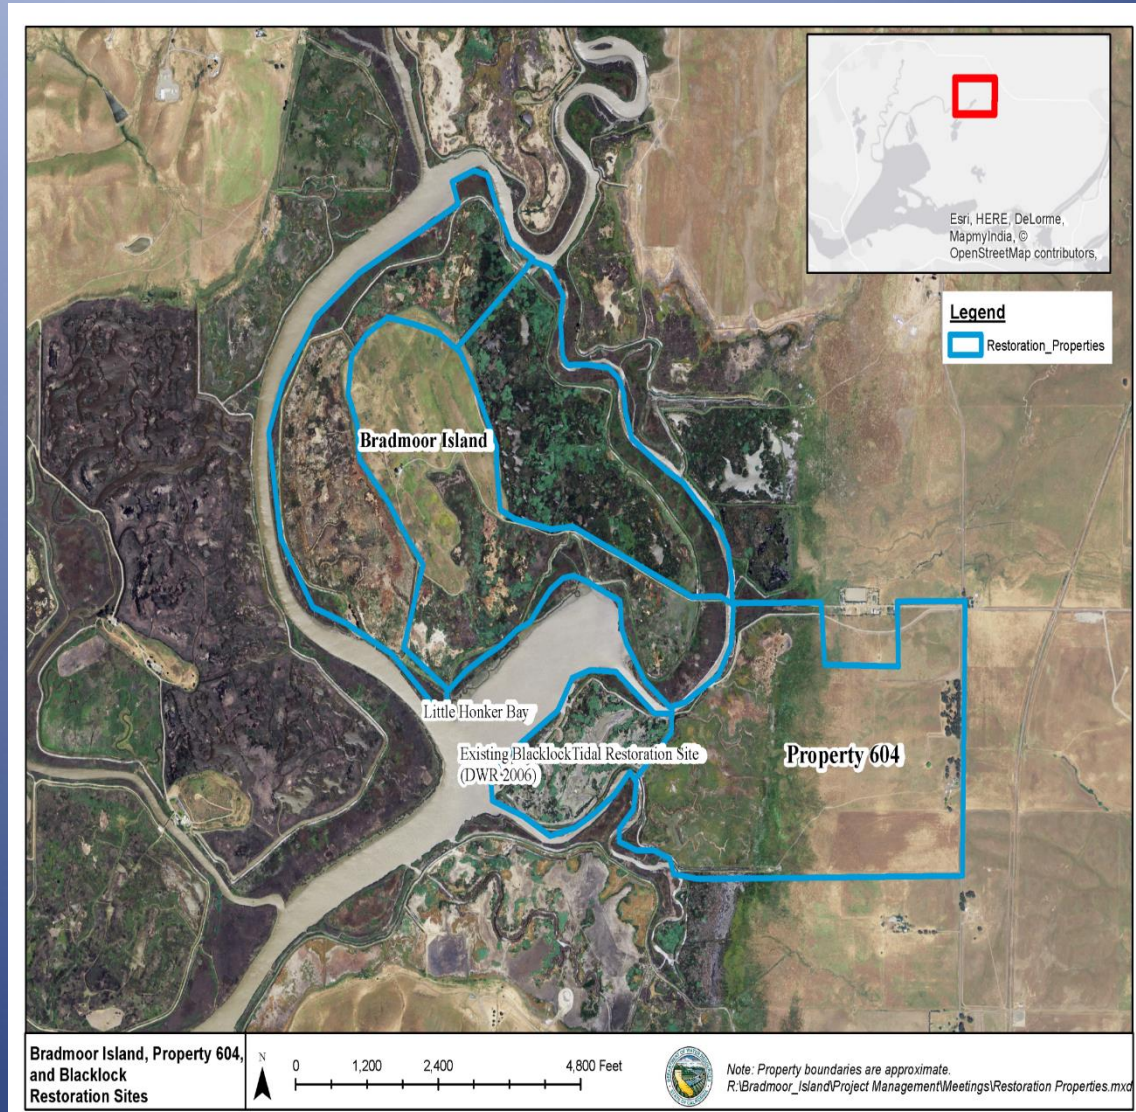 Esri, HERE, DeLorme,
MapmyIndia, ©
OpenStreetMap contributors,
Legend
Restoration_Properties
Bradmoor Island
Little Honker Bay
Existing Blacklock Tidal Restoration Site
(DWR 2006)
Property 604
Bradmoor Island, Property 604,
and Blacklock
Restoration Sites
N
0 1,200 2,400 4,800 Feet
Note: Property boundaries are approximate.
R:\Bradmoor_Island\Project Management\Meetings\Restoration Properties.mxd